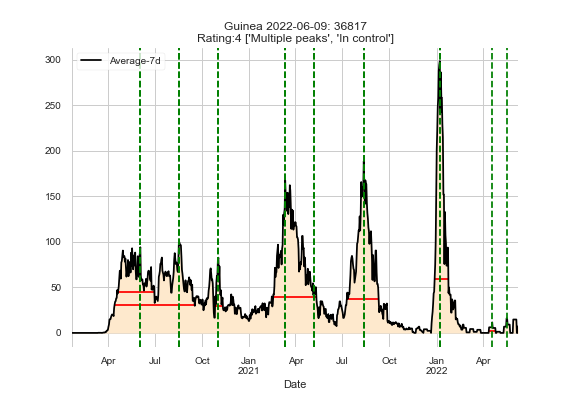 Guinea 2022-06-09: 36817
Rating:4 ['Multiple peaks', 'In control']
Average-7d
300
250
200
150
100
50
0
Apr Jul Oct Jan Apr Jul Oct Jan Apr
2021 2022
Date